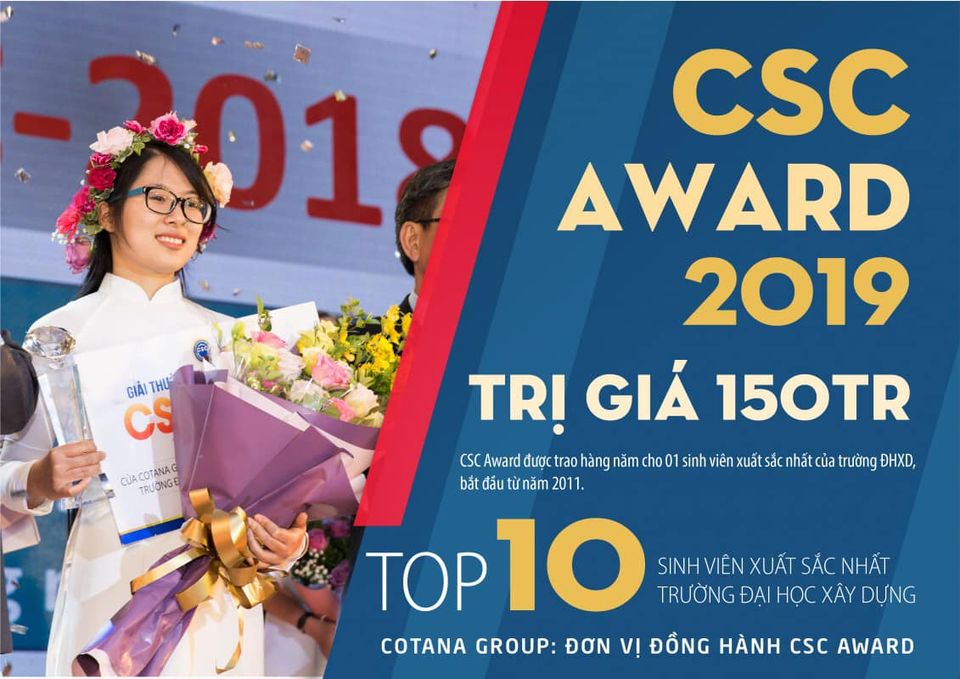 -2018
CSC
GIẢI
CS
CỦA COTANA
TRƯỜNG
CSC
AWARD
2019
TRỊ GIÁ 150TR
CSC Award được trao hàng năm cho 01 sinh viên xuất sắc nhất của trường ĐHXD,
bắt đầu từ năm 2011.
TOP 10
SINH VIÊN XUẤT SẮC NHẤT
TRƯỜNG ĐẠI HỌC XÂY DỰNG
COTANA GROUP: ĐƠN VỊ ĐỒNG HÀNH CSC AWARD